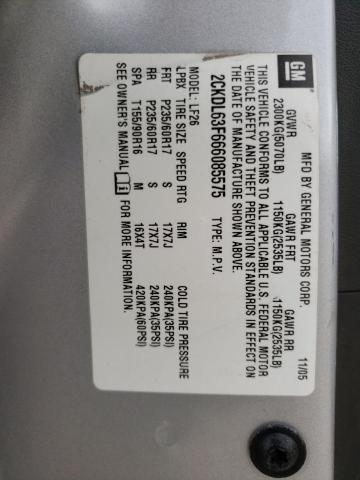 GM
MFD BY GENERAL MOTORS CORP. 11/05
GVWR GAWR FRT GAWR RR
2300KG(5070LB) 1150KG(2535LB) 1150KG(2535LB)
THIS VEHICLE CONFORMS TO ALL APPLICABLE U.S. FEDERAL MOTOR
VEHICLE SAFETY AND THEFT PREVENTION STANDARDS IN EFFECT ON
THE DATE OF MANUFACTURE SHOWN ABOVE.
2CKDL63F666085575 TYPE: M.P.V.
LPBX LF26
TIRE SIZE SPEED RTG RIM COLD TIRE PRESSURE
FRT P235/60R17 S 17X7J 240KPA(35PSI)
RR P235/60R17 S 17X7J 240KPA(35PSI)
SPA T155/90R16 M 16X4T 420KPA(60PSI)
SEE OWNER'S MANUAL FOR MORE INFORMATION.